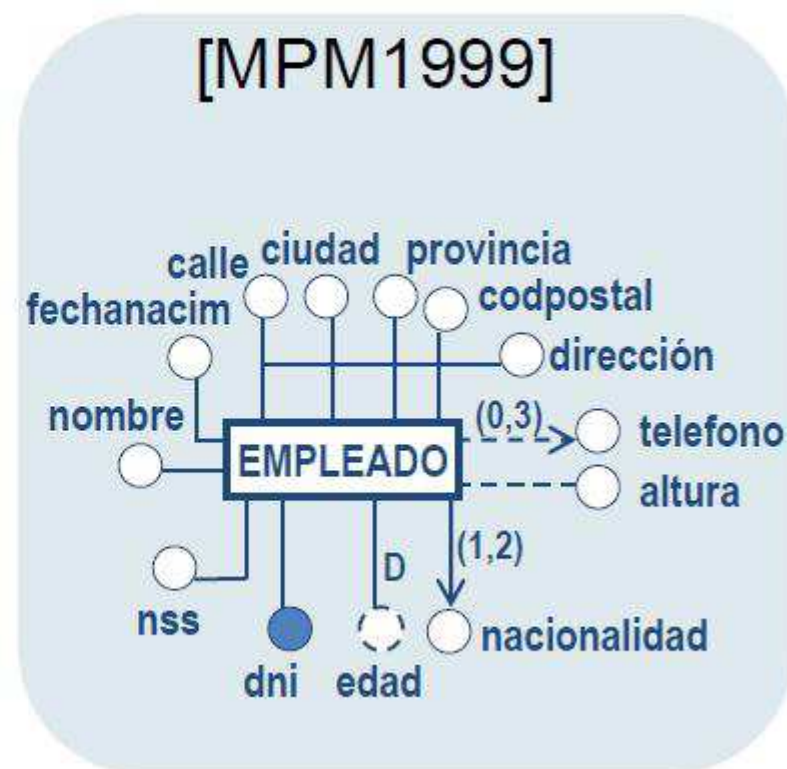 [MPM1999]
calle ciudad provincia
fechanacim codpostal
dirección
nombre (0,3) telefono
EMPLEADO
altura
D (1,2)
nss nacionalidad
dni edad